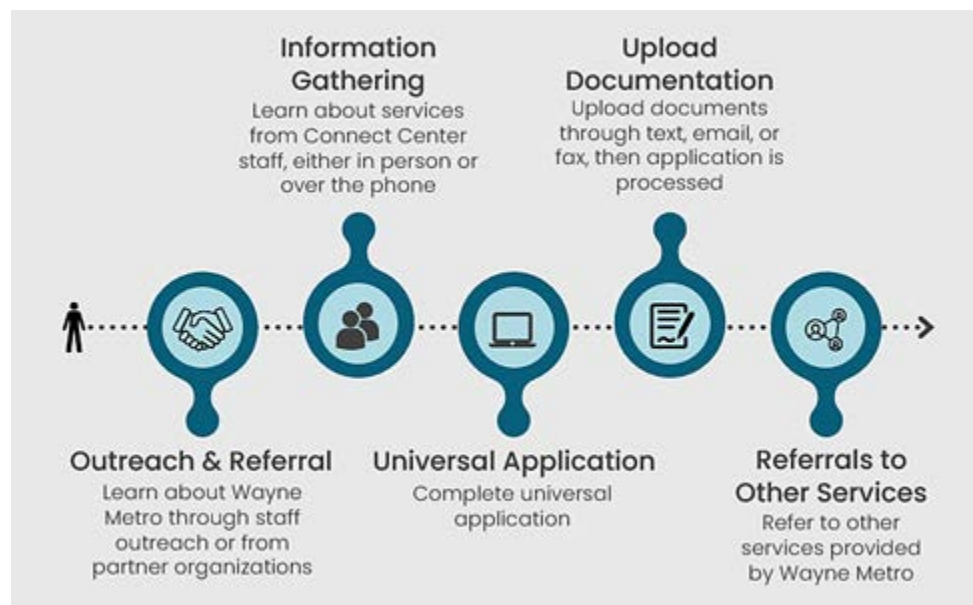 Information
Gathering
Learn about services
from Connect Center
staff, either in person or
over the phone
Upload
Documentation
Upload documents
through text, email, or
fax, then application is
processed
Outreach & Referral
Learn about Wayne
Metro through staff
outreach or from
partner organizations
Universal Application
Complete universal
application
Referrals to
Other Services
Refer to other
services provided
by Wayne Metro